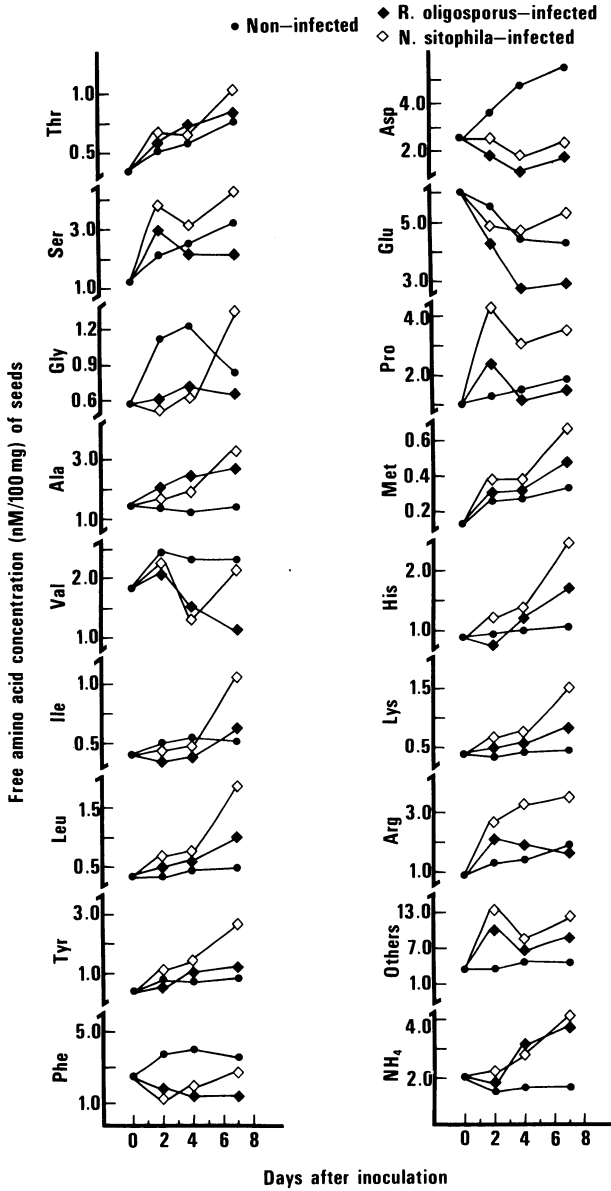 ● Non–infected
◆ R. oligosporus–infected
◇ N. sitophila–infected
Free amino acid concentration (nM/100mg) of seeds
Thr
1.0
0.5
Ser
3.0
1.0
Gly
1.2
0.9
0.6
Ala
3.0
1.0
Val
2.0
1.0
Ile
1.0
0.5
Leu
1.5
0.5
Tyr
3.0
1.0
Phe
5.0
1.0
0 2 4 6 8
Asp
4.0
2.0
Glu
5.0
3.0
Pro
4.0
2.0
Met
0.6
0.4
0.2
His
2.0
1.0
Lys
1.5
0.5
Arg
3.0
1.0
Others
13.0
7.0
1.0
NH4
4.0
2.0
0 2 4 6 8
Days after inoculation